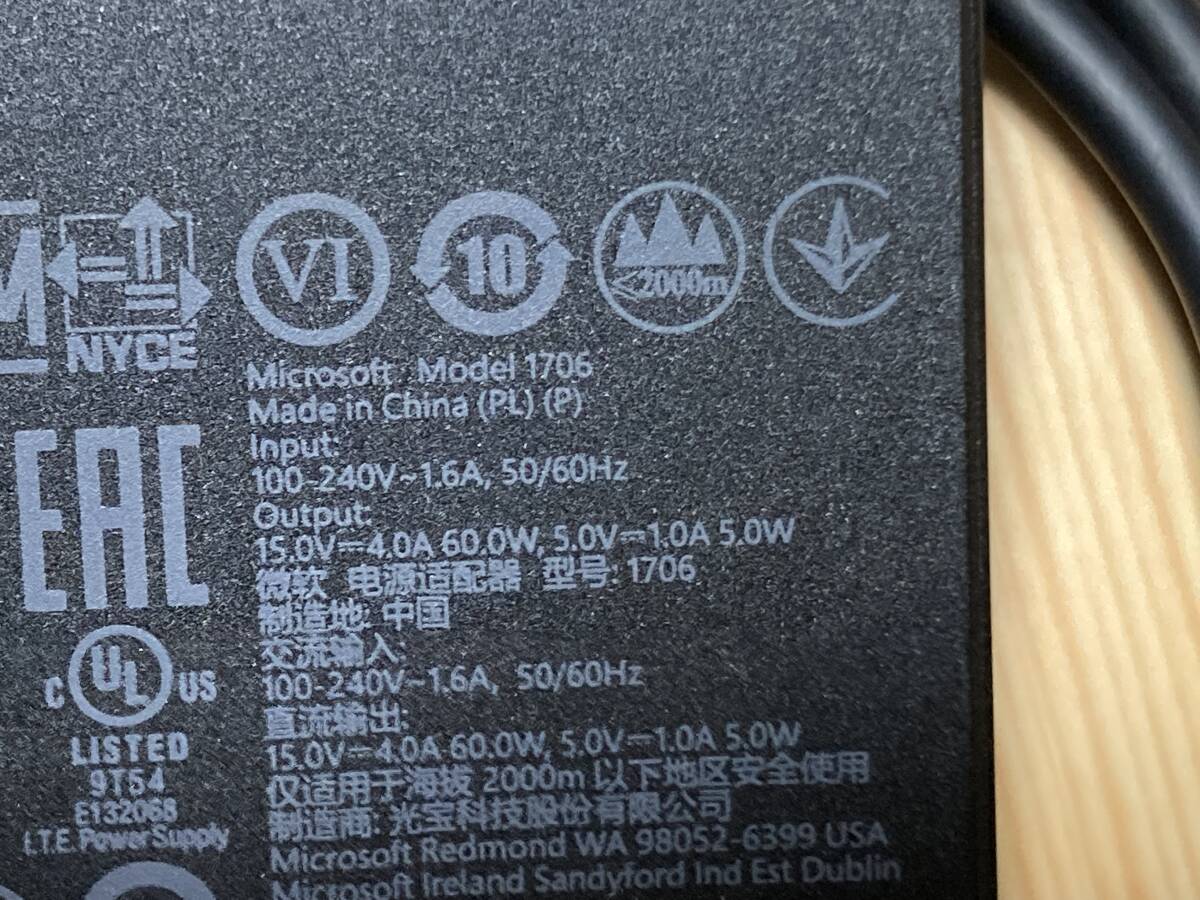 M
NYCE
VI
10
≤2000m
Microsoft Model 1706
Made in China (PL) (P)
Input:
100-240V~1.6A, 50/60Hz
Output:
15.0V⎓4.0A 60.0W, 5.0V⎓1.0A 5.0W
微软 电源适配器 型号: 1706
制造地: 中国
交流输入:
100-240V~1.6A, 50/60Hz
直流输出:
15.0V⎓4.0A 60.0W, 5.0V⎓1.0A 5.0W
仅适用于海拔 2000m 以下地区安全使用
制造商: 光宝科技股份有限公司
Microsoft Redmond WA 98052-6399 USA
Microsoft Ireland Sandyford Ind Est Dublin
EAC
C UL US
LISTED
9T54
E132068
I.T.E. Power Supply